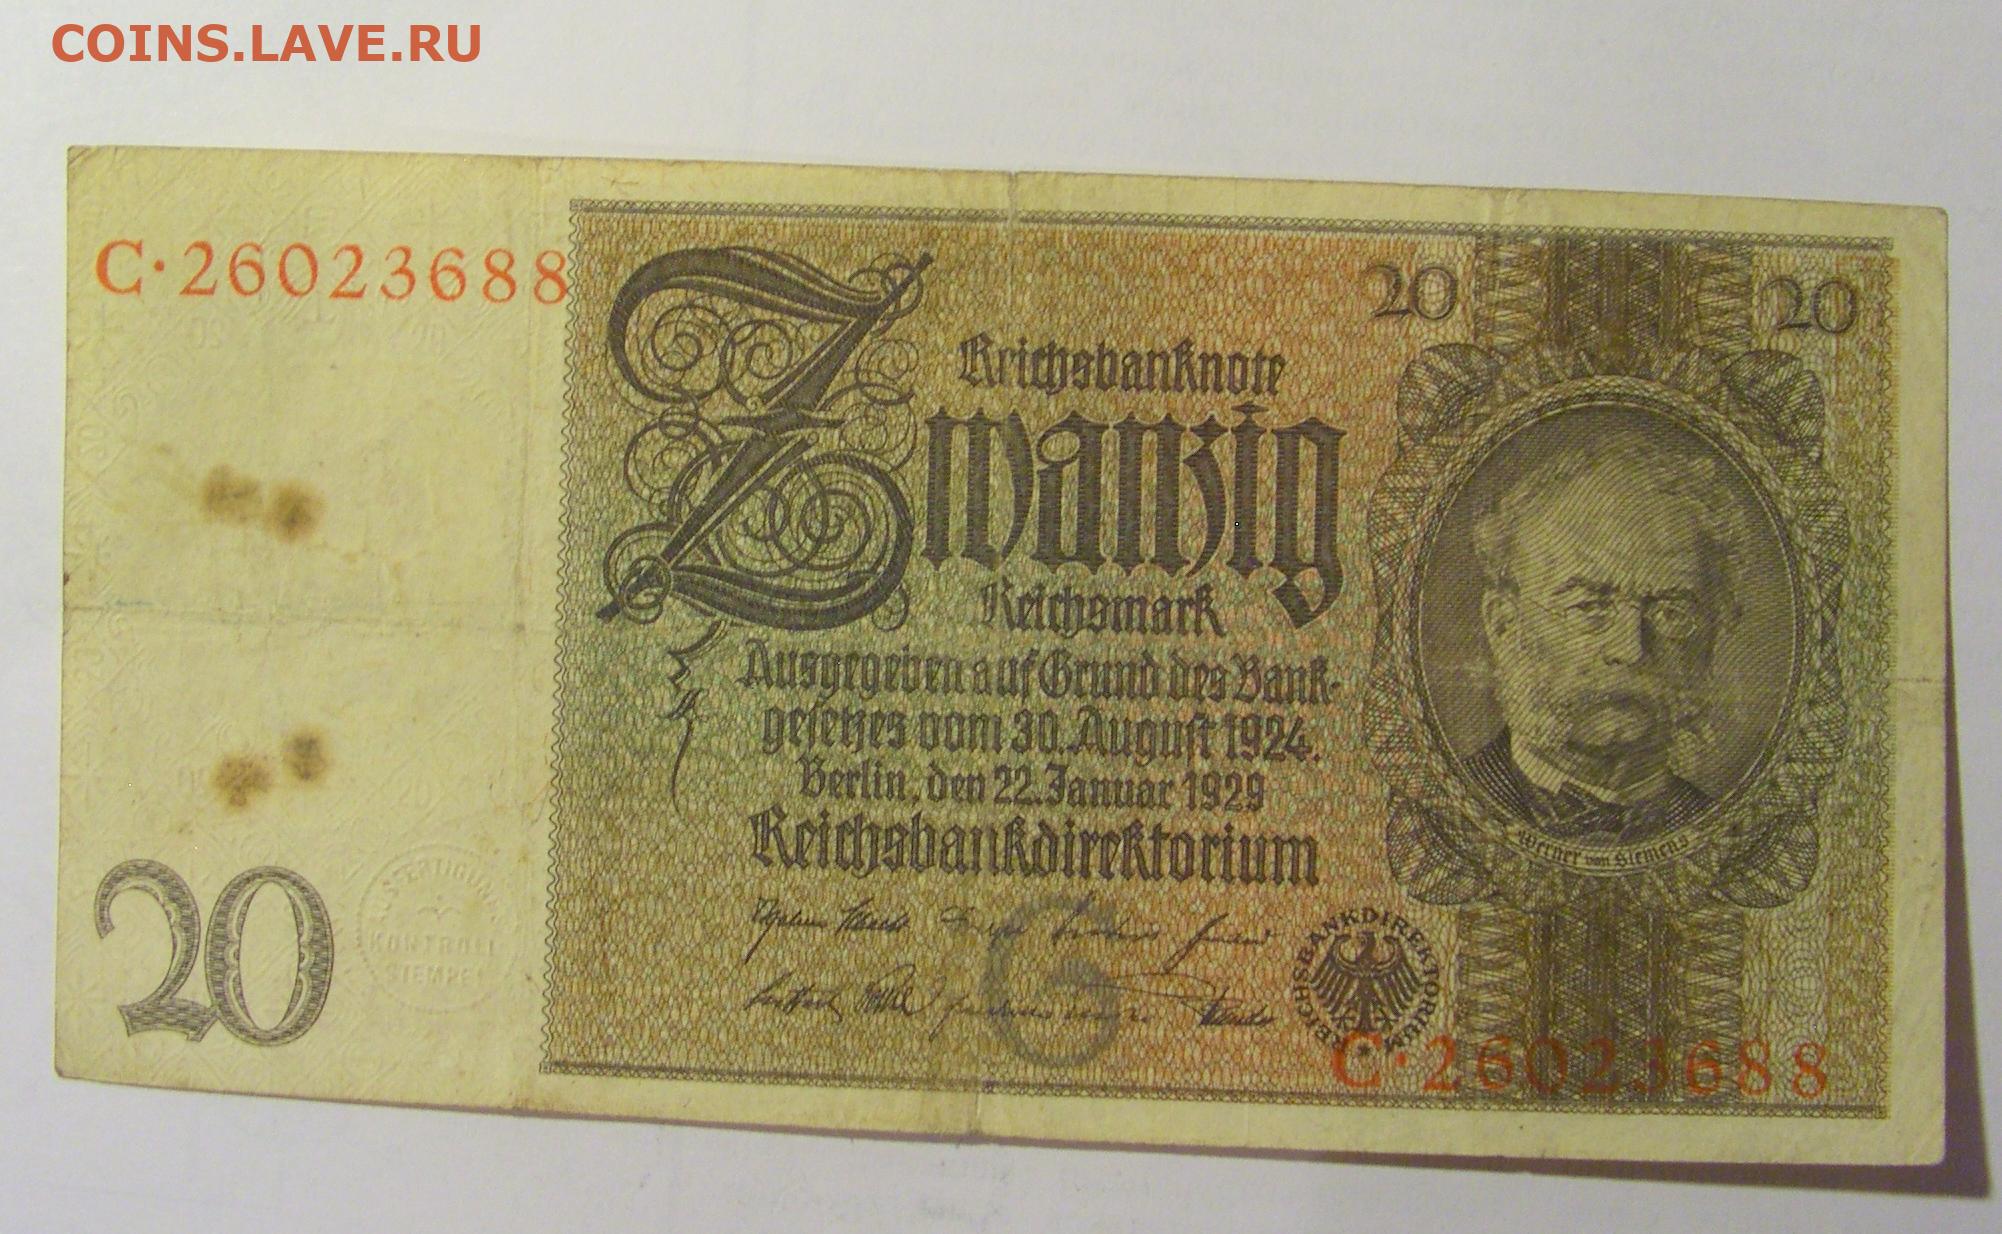 COINS.LAVE.RU
C·26023688
20
20
Reichsbanknote
Zwanzig
Reichsmark
Ausgegeben auf Grund des Bank-
gesetzes vom 30. August 1924.
Berlin, den 22. Januar 1929
Reichsbankdirektorium
Werner von Siemens
20
AUSFERTIGUNGS
KONTROLL
STEMPEL
G
REICHSBANKDIREKTORIUM
C·26023688